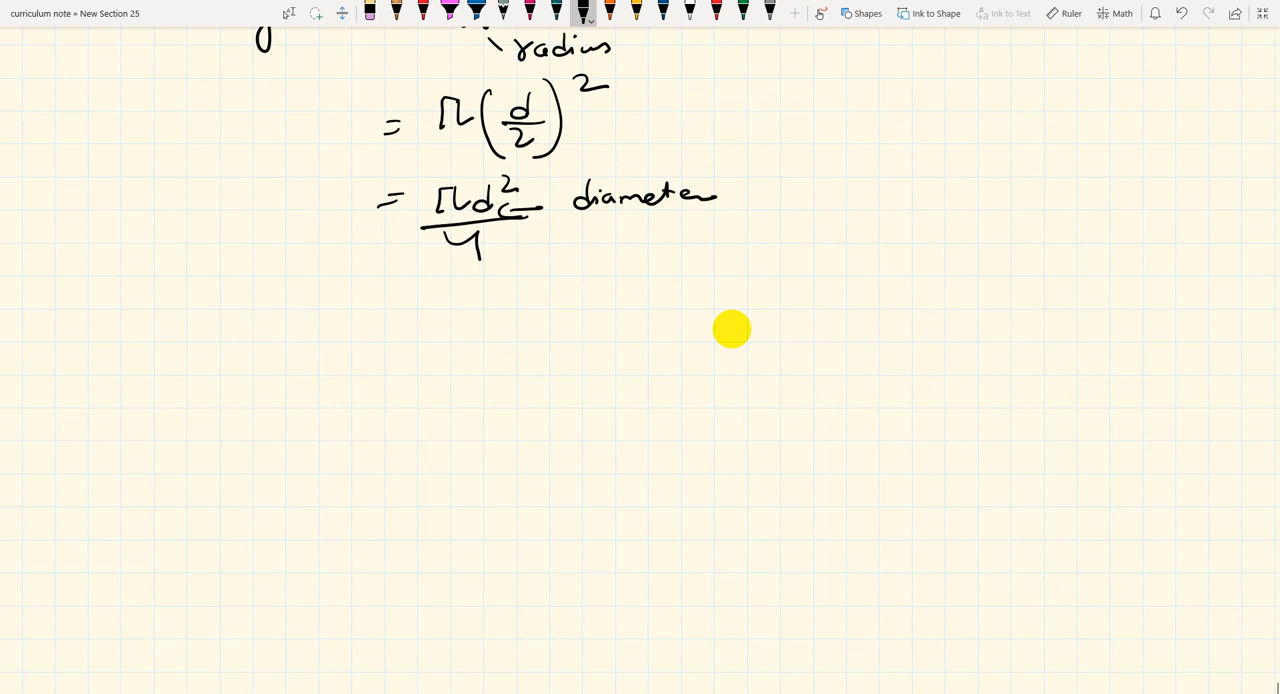 curriculum note » New Section 25
Shapes Ink to Shape Ink to Text Ruler Math
radius
= π(d/2)²
= πd²/4 diameter